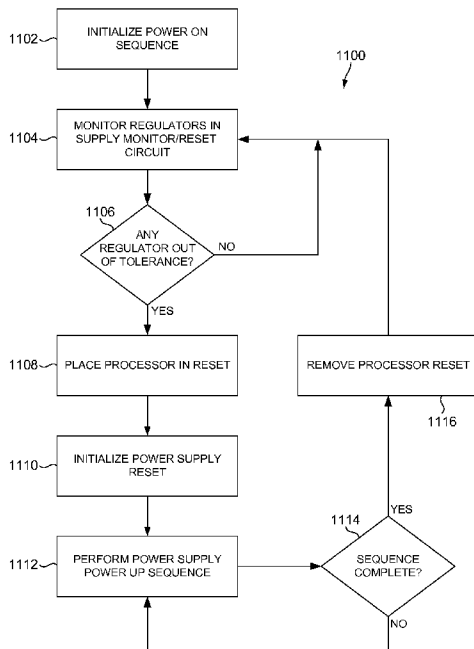 1102
INITIALIZE POWER ON
SEQUENCE
1100
1104
MONITOR REGULATORS IN
SUPPLY MONITOR/RESET
CIRCUIT
1106
ANY
REGULATOR OUT
OF TOLERANCE?
NO
YES
1108
PLACE PROCESSOR IN RESET
REMOVE PROCESSOR RESET
1116
1110
INITIALIZE POWER SUPPLY
RESET
YES
1112
PERFORM POWER SUPPLY
POWER UP SEQUENCE
1114
SEQUENCE
COMPLETE?
NO